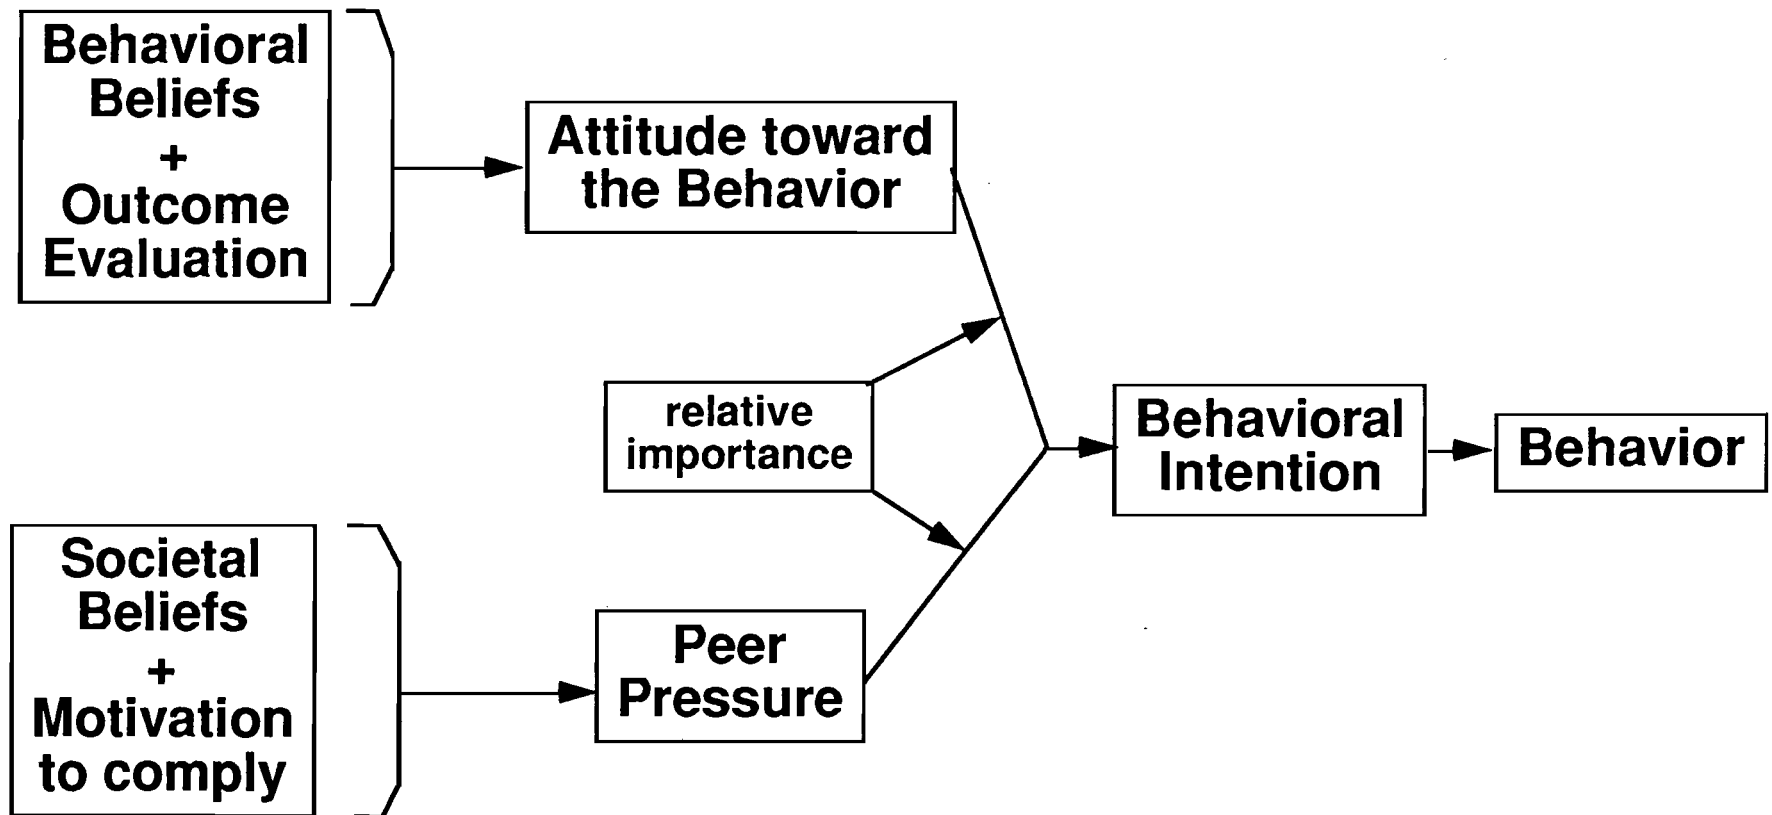 Behavioral
Beliefs
+
Outcome
Evaluation
Attitude toward
the Behavior
relative
importance
Behavioral
Intention
Behavior
Societal
Beliefs
+
Motivation
to comply
Peer
Pressure